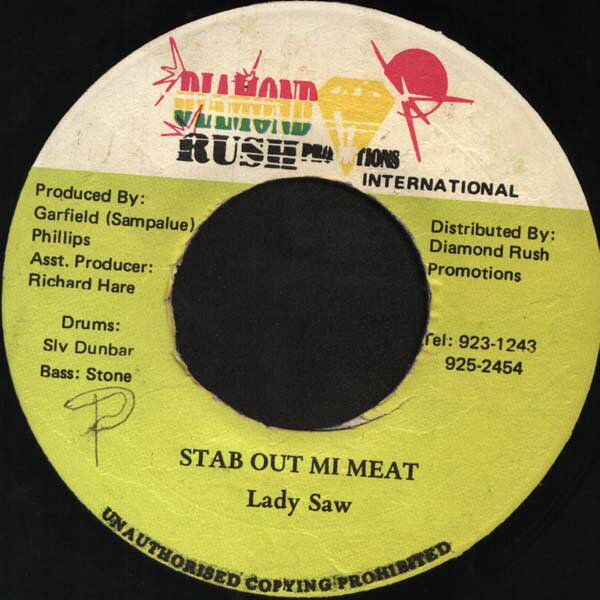 DIAMOND
RUSH PROMOTIONS
INTERNATIONAL
Produced By:
Garfield (Sampalue)
Phillips
Asst. Producer:
Richard Hare
Drums:
Slv Dunbar
Bass: Stone
P
Distributed By:
Diamond Rush
Promotions
Tel: 923-1243
925-2454
STAB OUT MI MEAT
Lady Saw
UNAUTHORISED COPYING PROHIBITED